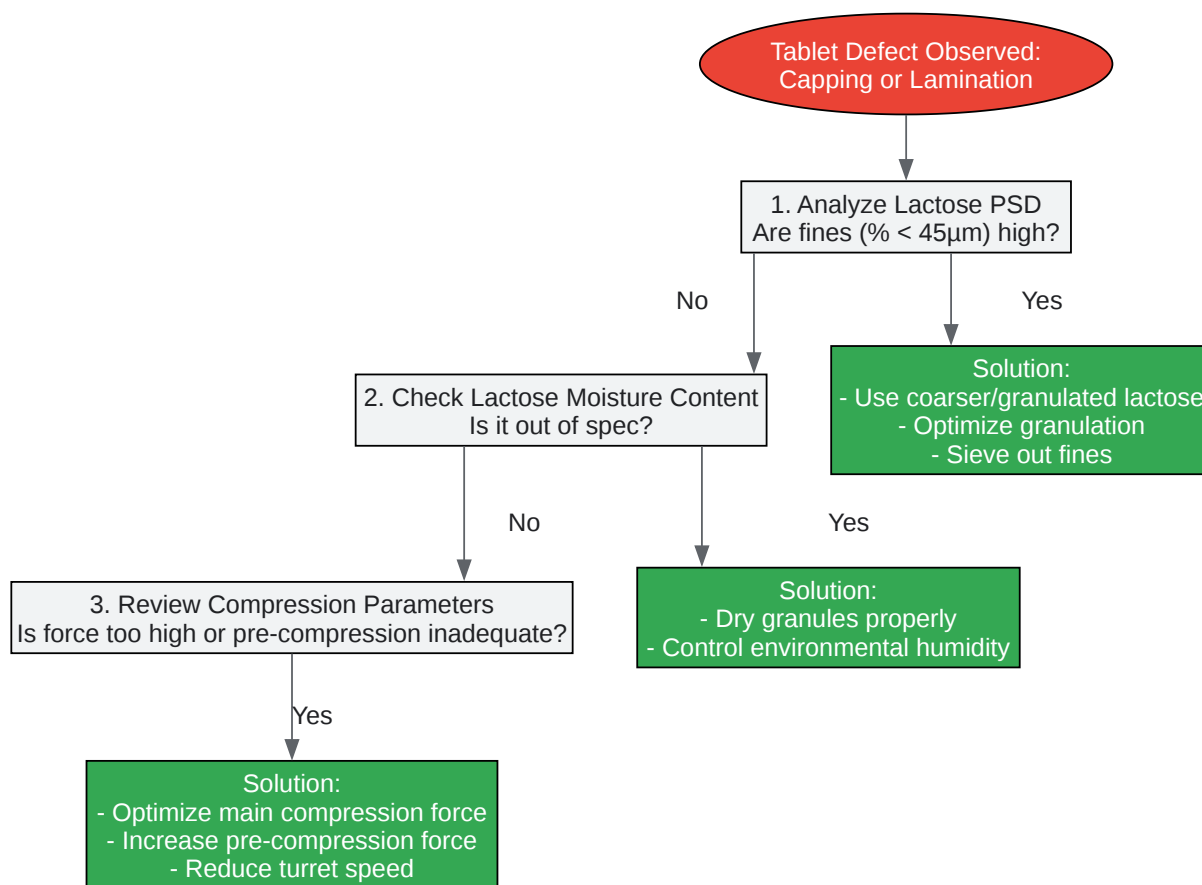 Tablet Defect Observed:
Capping or Lamination
1. Analyze Lactose PSD
Are fines (% < 45µm) high?
No
Yes
Solution:
- Use coarser/granulated lactose
- Optimize granulation
- Sieve out fines
2. Check Lactose Moisture Content
Is it out of spec?
No
Yes
Solution:
- Dry granules properly
- Control environmental humidity
3. Review Compression Parameters
Is force too high or pre-compression inadequate?
Yes
Solution:
- Optimize main compression force
- Increase pre-compression force
- Reduce turret speed